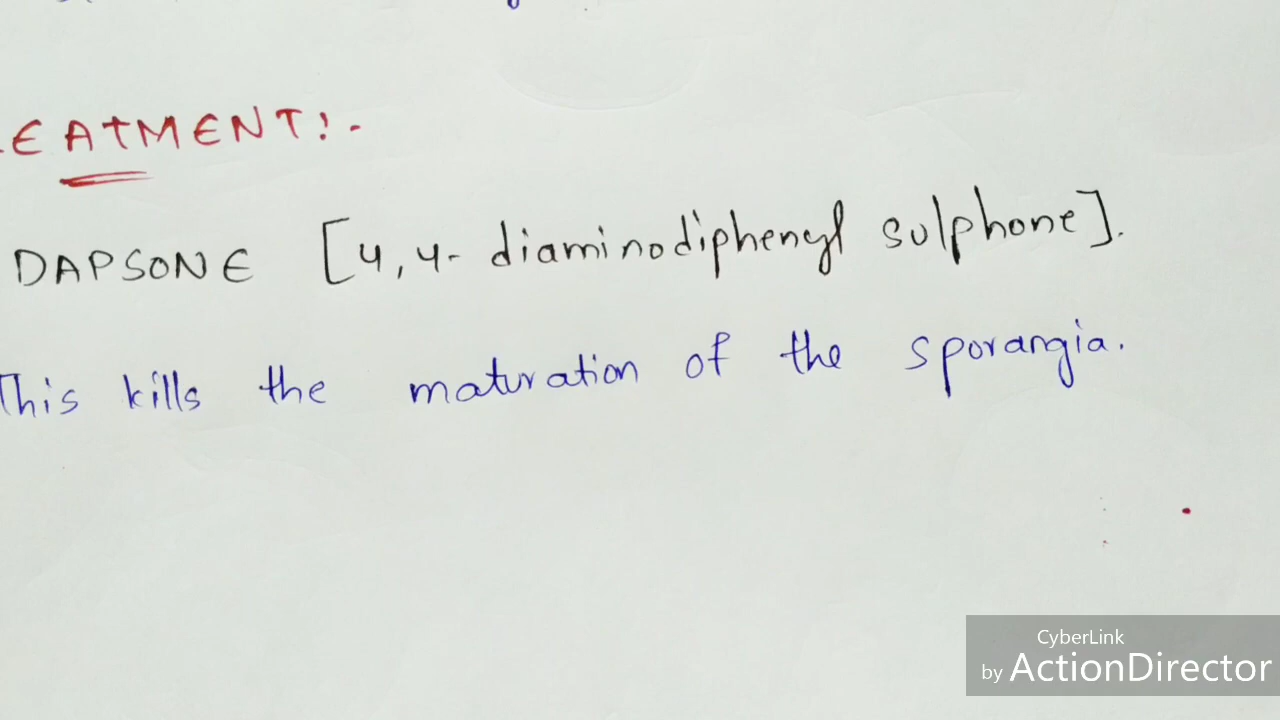 EATMENT:-
DAPSONE [4,4- diaminodiphenyl sulphone].
This kills the maturation of the sporangia.
CyberLink
by ActionDirector